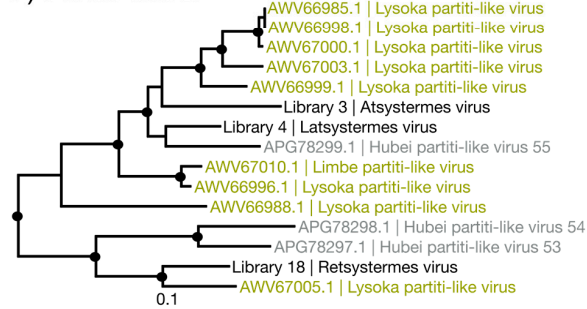 AWV66985.1 | Lysoka partiti-like virus
AWV66998.1 | Lysoka partiti-like virus
AWV67000.1 | Lysoka partiti-like virus
AWV67003.1 | Lysoka partiti-like virus
AWV66999.1 | Lysoka partiti-like virus
Library 3 | Atsystermes virus
Library 4 | Latsystermes virus
APG78299.1 | Hubei partiti-like virus 55
AWV67010.1 | Limbe partiti-like virus
AWV66996.1 | Lysoka partiti-like virus
AWV66988.1 | Lysoka partiti-like virus
APG78298.1 | Hubei partiti-like virus 54
APG78297.1 | Hubei partiti-like virus 53
Library 18 | Retsystermes virus
AWV67005.1 | Lysoka partiti-like virus
0.1